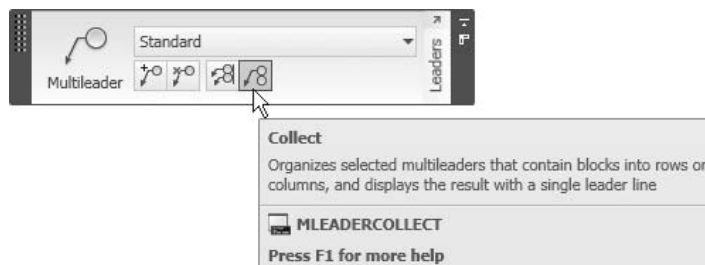 Standard
Multileader
Leaders
Collect
Organizes selected multileaders that contain blocks into rows or
columns, and displays the result with a single leader line
MLEADERCOLLECT
Press F1 for more help